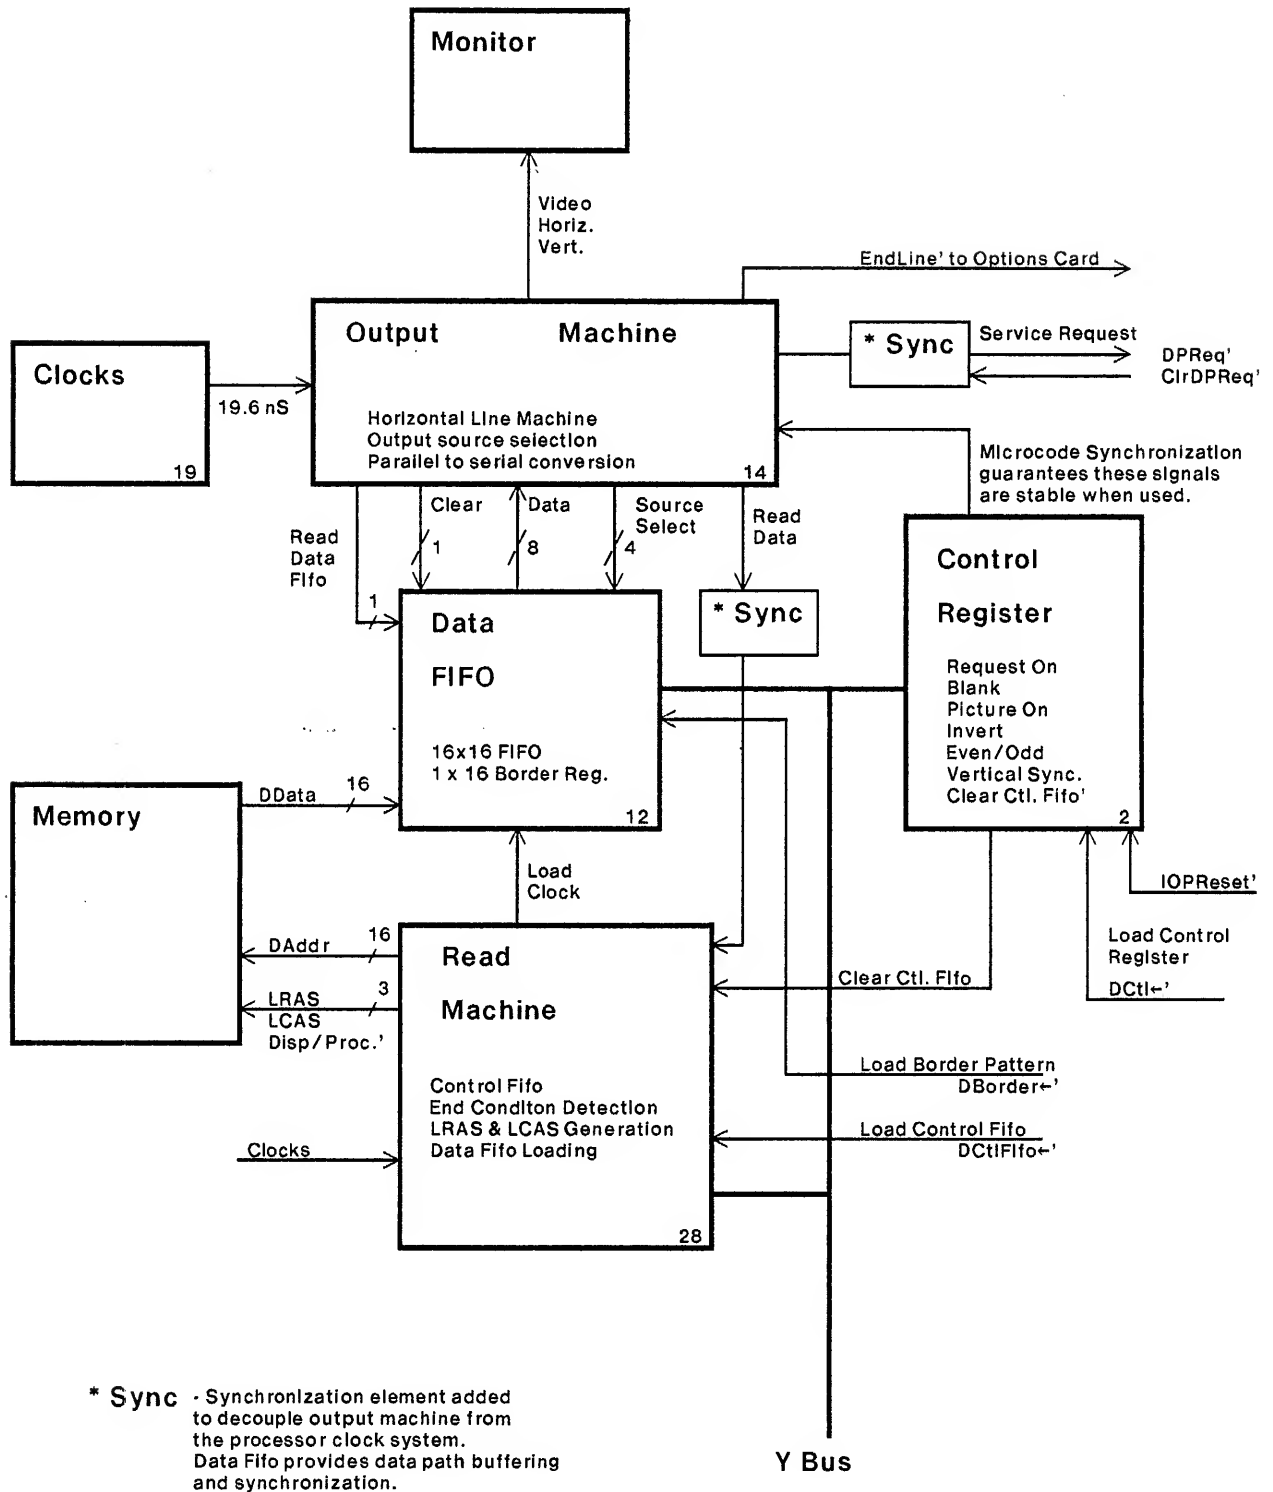 Monitor
Video
Horiz.
Vert.
EndLine' to Options Card
Output Machine
* Sync
Service Request
DPReq'
ClrDPReq'
Clocks
19.6 nS
19
Horizontal Line Machine
Output source selection
Parallel to serial conversion
14
Microcode Synchronization
guarantees these signals
are stable when used.
Read
Data
Fifo
1
Clear
1
Data
8
Source
Select
4
Read
Data
* Sync
Data
FIFO
16x16 FIFO
1 x 16 Border Reg.
12
Control
Register
Request On
Blank
Picture On
Invert
Even/Odd
Vertical Sync.
Clear Ctl. Fifo'
2
Memory
DData
16
Load
Clock
IOPReset'
Load Control
Register
DCtl←'
DAddr
16
LRAS
3
LCAS
Disp/Proc.'
Read
Machine
Control Fifo
End Conditon Detection
LRAS & LCAS Generation
Data Fifo Loading
28
Clocks
Clear Ctl. Fifo
Load Border Pattern
DBorder←'
Load Control Fifo
DCtlFifo←'
* Sync - Synchronization element added
to decouple output machine from
the processor clock system.
Data Fifo provides data path buffering
and synchronization.
Y Bus